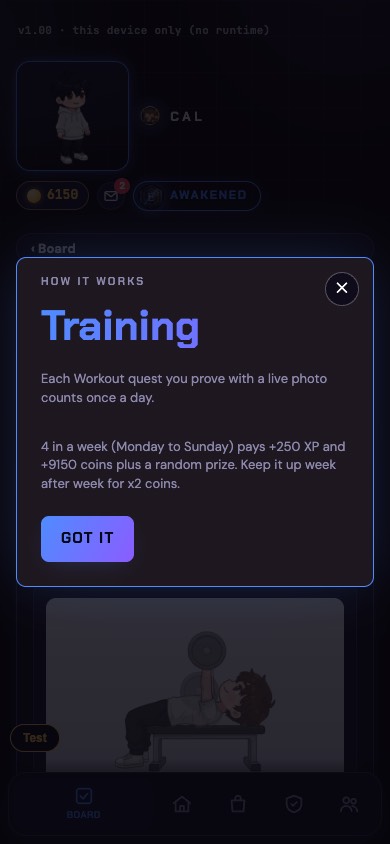 v1.00 · this device only (no runtime)
CAL
6150
2
AWAKENED
‹ Board
HOW IT WORKS
Training
Each Workout quest you prove with a live photo
counts once a day.
4 in a week (Monday to Sunday) pays +250 XP and
+9150 coins plus a random prize. Keep it up week
after week for x2 coins.
GOT IT
Test
BOARD